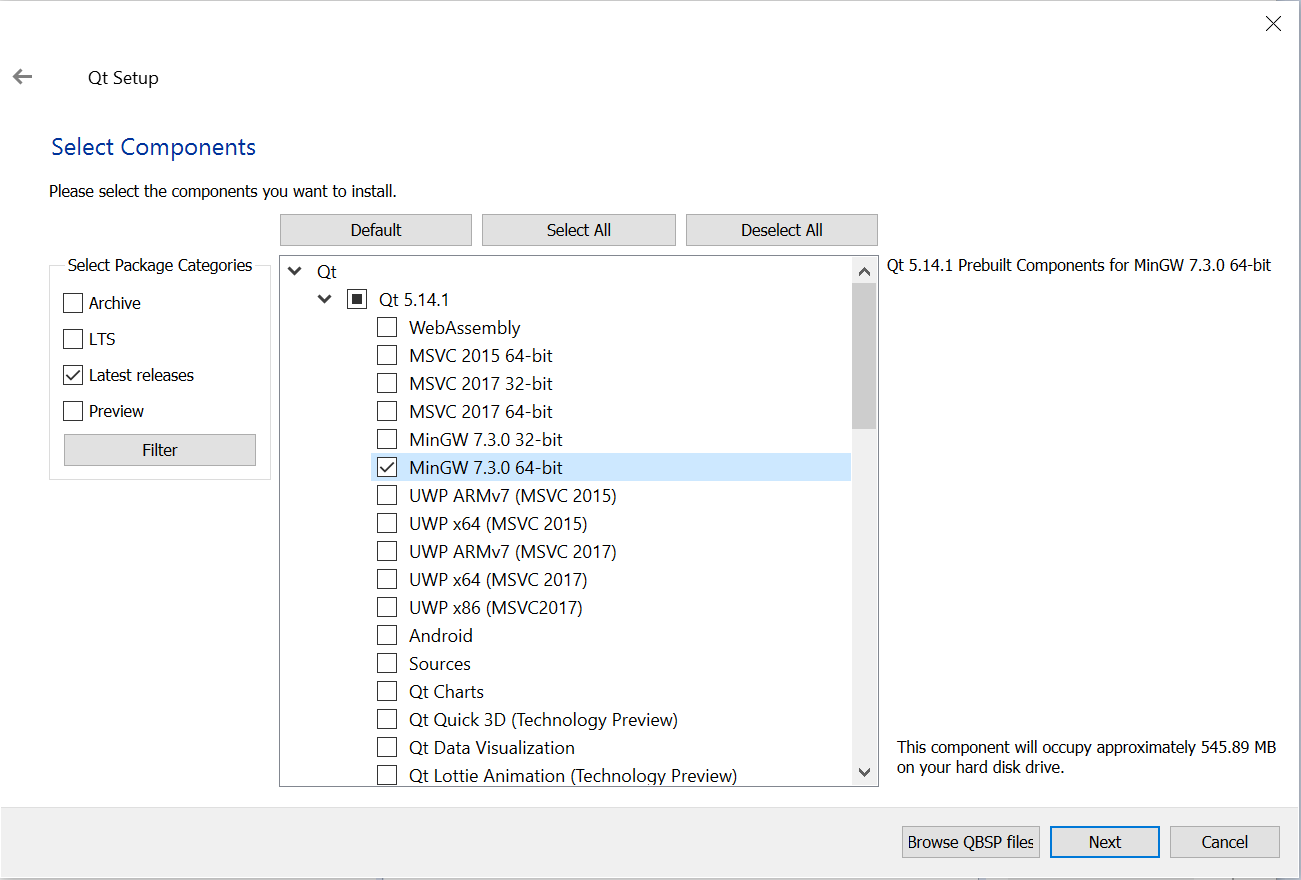 Qt Setup
Select Components
Please select the components you want to install.
Default
Select All
Deselect All
Select Package Categories
Archive
LTS
Latest releases
Preview
Filter
Qt
Qt 5.14.1
WebAssembly
MSVC 2015 64-bit
MSVC 2017 32-bit
MSVC 2017 64-bit
MinGW 7.3.0 32-bit
MinGW 7.3.0 64-bit
UWP ARMv7 (MSVC 2015)
UWP x64 (MSVC 2015)
UWP ARMv7 (MSVC 2017)
UWP x64 (MSVC 2017)
UWP x86 (MSVC2017)
Android
Sources
Qt Charts
Qt Quick 3D (Technology Preview)
Qt Data Visualization
Qt Lottie Animation (Technology Preview)
Qt 5.14.1 Prebuilt Components for MinGW 7.3.0 64-bit
This component will occupy approximately 545.89 MB
on your hard disk drive.
Browse QBSP files
Next
Cancel